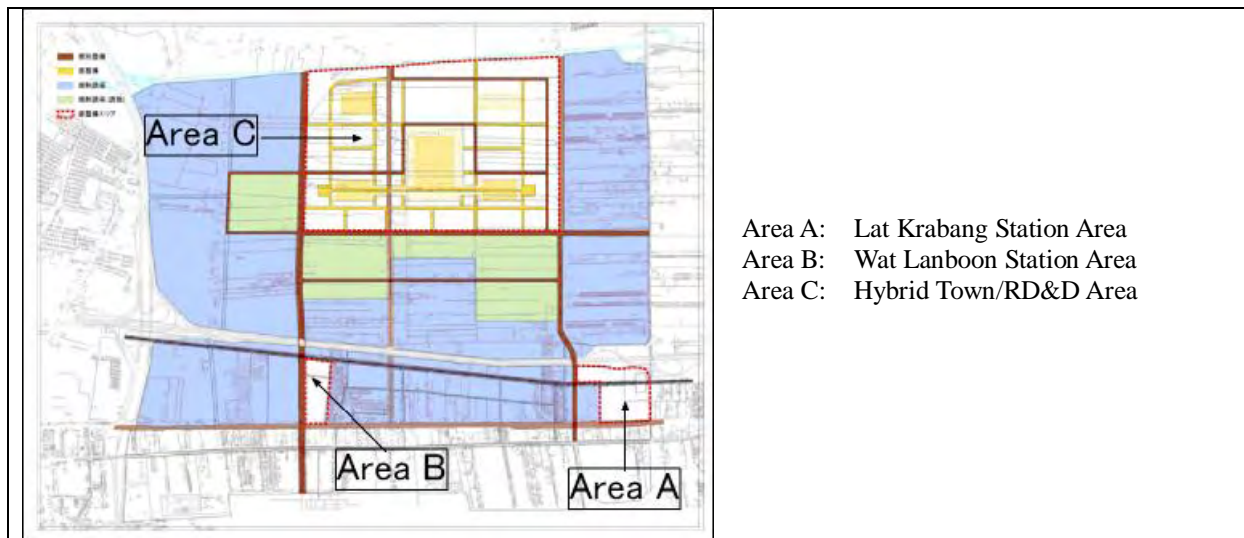 Area C
Area B
Area A
Area A: Lat Krabang Station Area
Area B: Wat Lanboon Station Area
Area C: Hybrid Town/RD&D Area